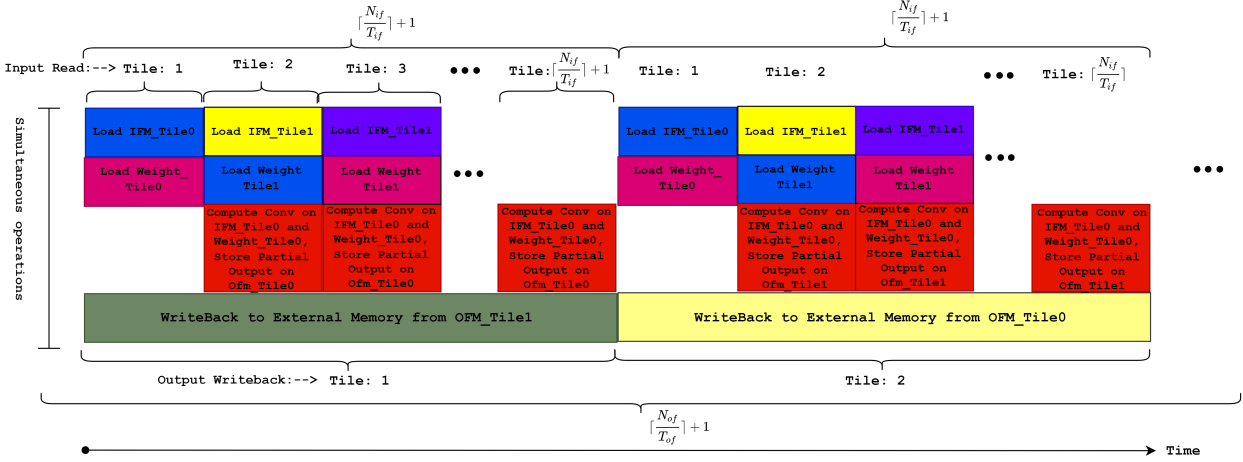 ⌈N_if/T_if⌉ + 1
⌈N_if/T_if⌉ + 1
Input Read:-->
Tile: 1
Tile: 2
Tile: 3
•••
Tile:⌈N_if/T_if⌉ + 1
Tile: 1
Tile: 2
•••
Tile: ⌈N_if/T_if⌉
Simultaneous operations
Load IFM_Tile0
Load IFM_Tile1
Load IFM_Tile1
Load IFM_Tile0
Load IFM_Tile1
Load IFM_Tile1
Load Weight_
Tile0
Load Weight
Tile1
Load Weight
Tile1
•••
Load Weight_
Tile0
Load Weight
Tile1
Load Weight
Tile1
•••
•••
Compute Conv on
IFM_Tile0 and
Weight_Tile0,
Store Partial
Output on
Ofm_Tile0
Compute Conv on
IFM_Tile0 and
Weight_Tile0,
Store Partial
Output on
Ofm_Tile0
Compute Conv on
IFM_Tile0 and
Weight_Tile0,
Store Partial
Output on
Ofm_Tile0
Compute Conv on
IFM_Tile0 and
Weight_Tile0,
Store Partial
Output on
Ofm_Tile1
Compute Conv on
IFM_Tile0 and
Weight_Tile0,
Store Partial
Output on
Ofm_Tile1
Compute Conv on
IFM_Tile0 and
Weight_Tile0,
Store Partial
Output on
Ofm_Tile1
WriteBack to External Memory from OFM_Tile1
WriteBack to External Memory from OFM_Tile0
Output Writeback:-->
Tile: 1
Tile: 2
⌈N_of/T_of⌉ + 1
Time